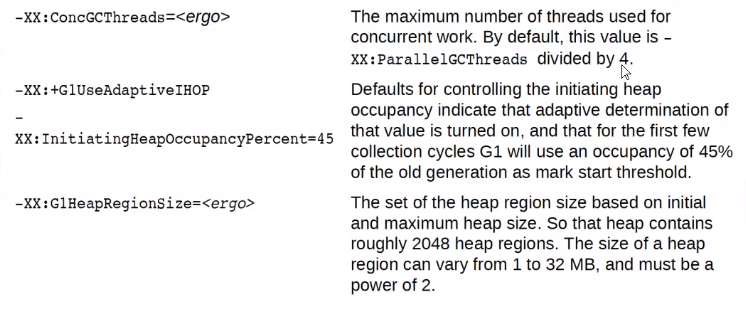 -XX:ConcGCThreads=<ergo>
The maximum number of threads used for
concurrent work. By default, this value is -
XX:ParallelGCThreads divided by 4.
-XX:+G1UseAdaptiveIHOP
-
XX:InitiatingHeapOccupancyPercent=45
Defaults for controlling the initiating heap
occupancy indicate that adaptive determination of
that value is turned on, and that for the first few
collection cycles G1 will use an occupancy of 45%
of the old generation as mark start threshold.
-XX:G1HeapRegionSize=<ergo>
The set of the heap region size based on initial
and maximum heap size. So that heap contains
roughly 2048 heap regions. The size of a heap
region can vary from 1 to 32 MB, and must be a
power of 2.